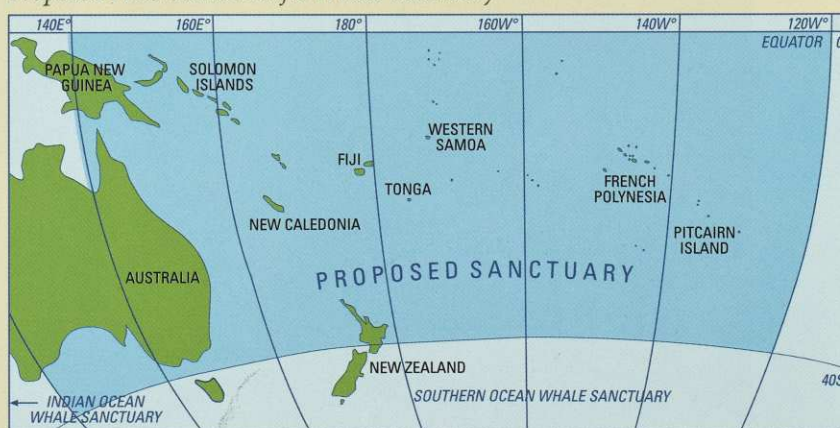 140E° 160E° 180° 160W° 140W° 120W°
EQUATOR
PAPUA NEW
GUINEA
SOLOMON
ISLANDS
WESTERN
SAMOA
FIJI
TONGA
FRENCH
POLYNESIA
NEW CALEDONIA
PITCAIRN-
ISLAND
AUSTRALIA
PROPOSED SANCTUARY
NEW ZEALAND
40S
INDIAN OCEAN
WHALE SANCTUARY
SOUTHERN OCEAN WHALE SANCTUARY